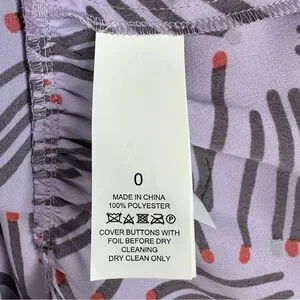 0
MADE IN CHINA
100% POLYESTER
COVER BUTTONS WITH
FOIL BEFORE DRY
CLEANING
DRY CLEAN ONLY